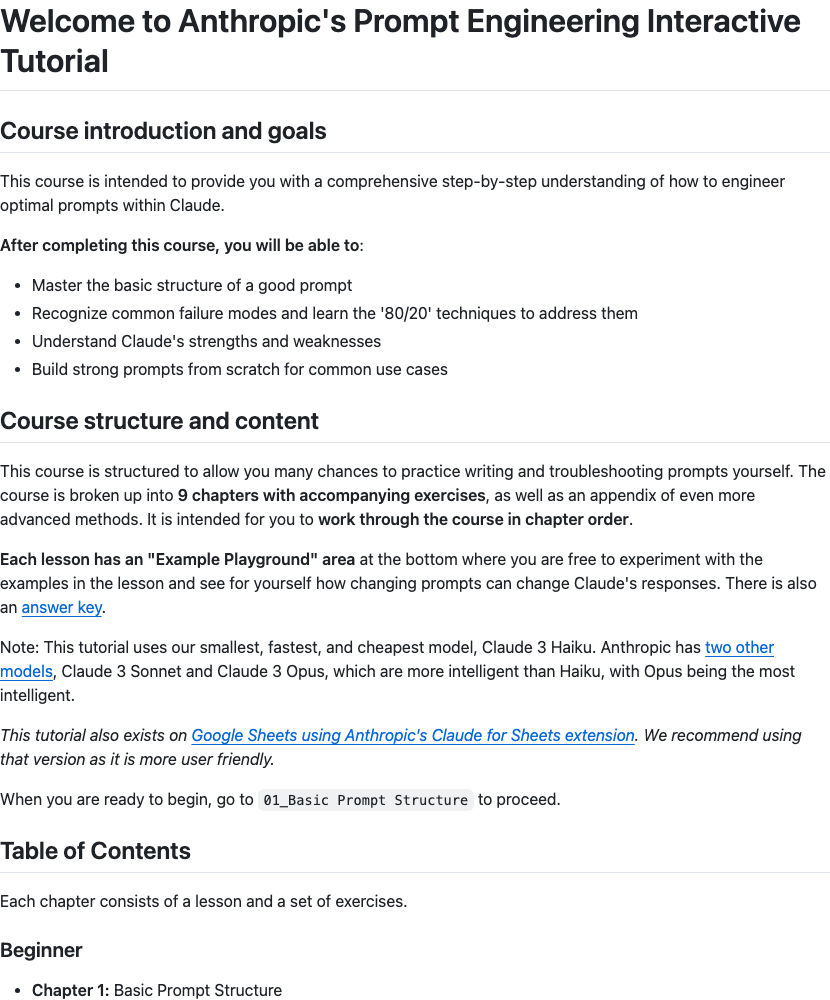 Welcome to Anthropic's Prompt Engineering Interactive
Tutorial
Course introduction and goals
This course is intended to provide you with a comprehensive step-by-step understanding of how to engineer
optimal prompts within Claude.
After completing this course, you will be able to:
• Master the basic structure of a good prompt
• Recognize common failure modes and learn the '80/20' techniques to address them
• Understand Claude's strengths and weaknesses
• Build strong prompts from scratch for common use cases
Course structure and content
This course is structured to allow you many chances to practice writing and troubleshooting prompts yourself. The
course is broken up into 9 chapters with accompanying exercises, as well as an appendix of even more
advanced methods. It is intended for you to work through the course in chapter order.
Each lesson has an "Example Playground" area at the bottom where you are free to experiment with the
examples in the lesson and see for yourself how changing prompts can change Claude's responses. There is also
an answer key.
Note: This tutorial uses our smallest, fastest, and cheapest model, Claude 3 Haiku. Anthropic has two other
models, Claude 3 Sonnet and Claude 3 Opus, which are more intelligent than Haiku, with Opus being the most
intelligent.
This tutorial also exists on Google Sheets using Anthropic's Claude for Sheets extension. We recommend using
that version as it is more user friendly.
When you are ready to begin, go to 01_Basic Prompt Structure to proceed.
Table of Contents
Each chapter consists of a lesson and a set of exercises.
Beginner
• Chapter 1: Basic Prompt Structure